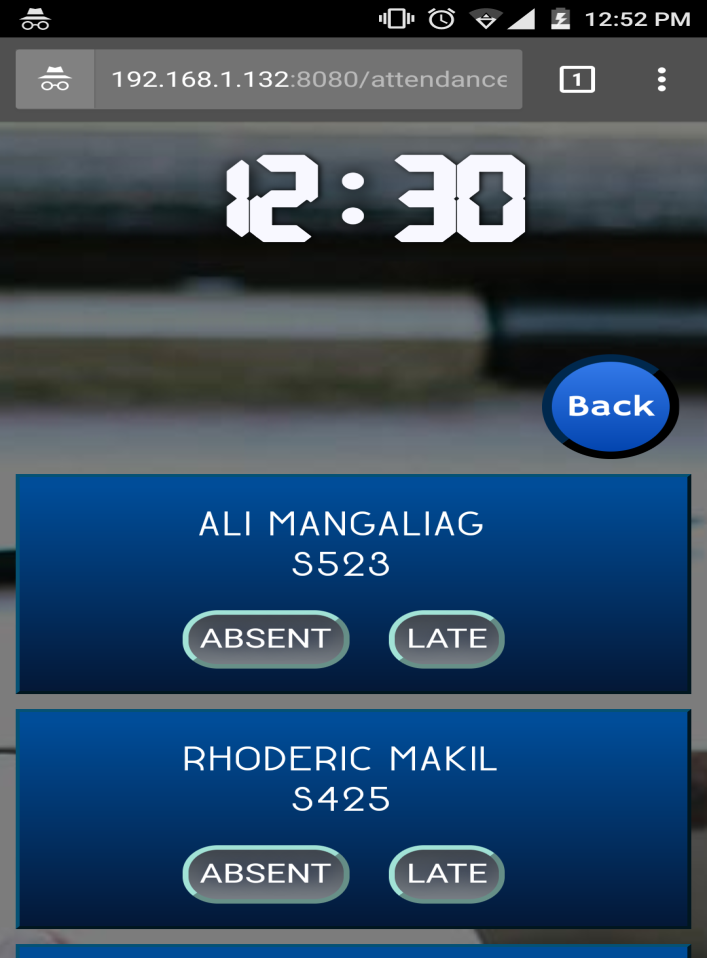 12:52 PM
192.168.1.132:8080/attendance
1
12:30
Back
ALI MANGALIAG
S523
ABSENT LATE
RHODERIC MAKIL
S425
ABSENT LATE